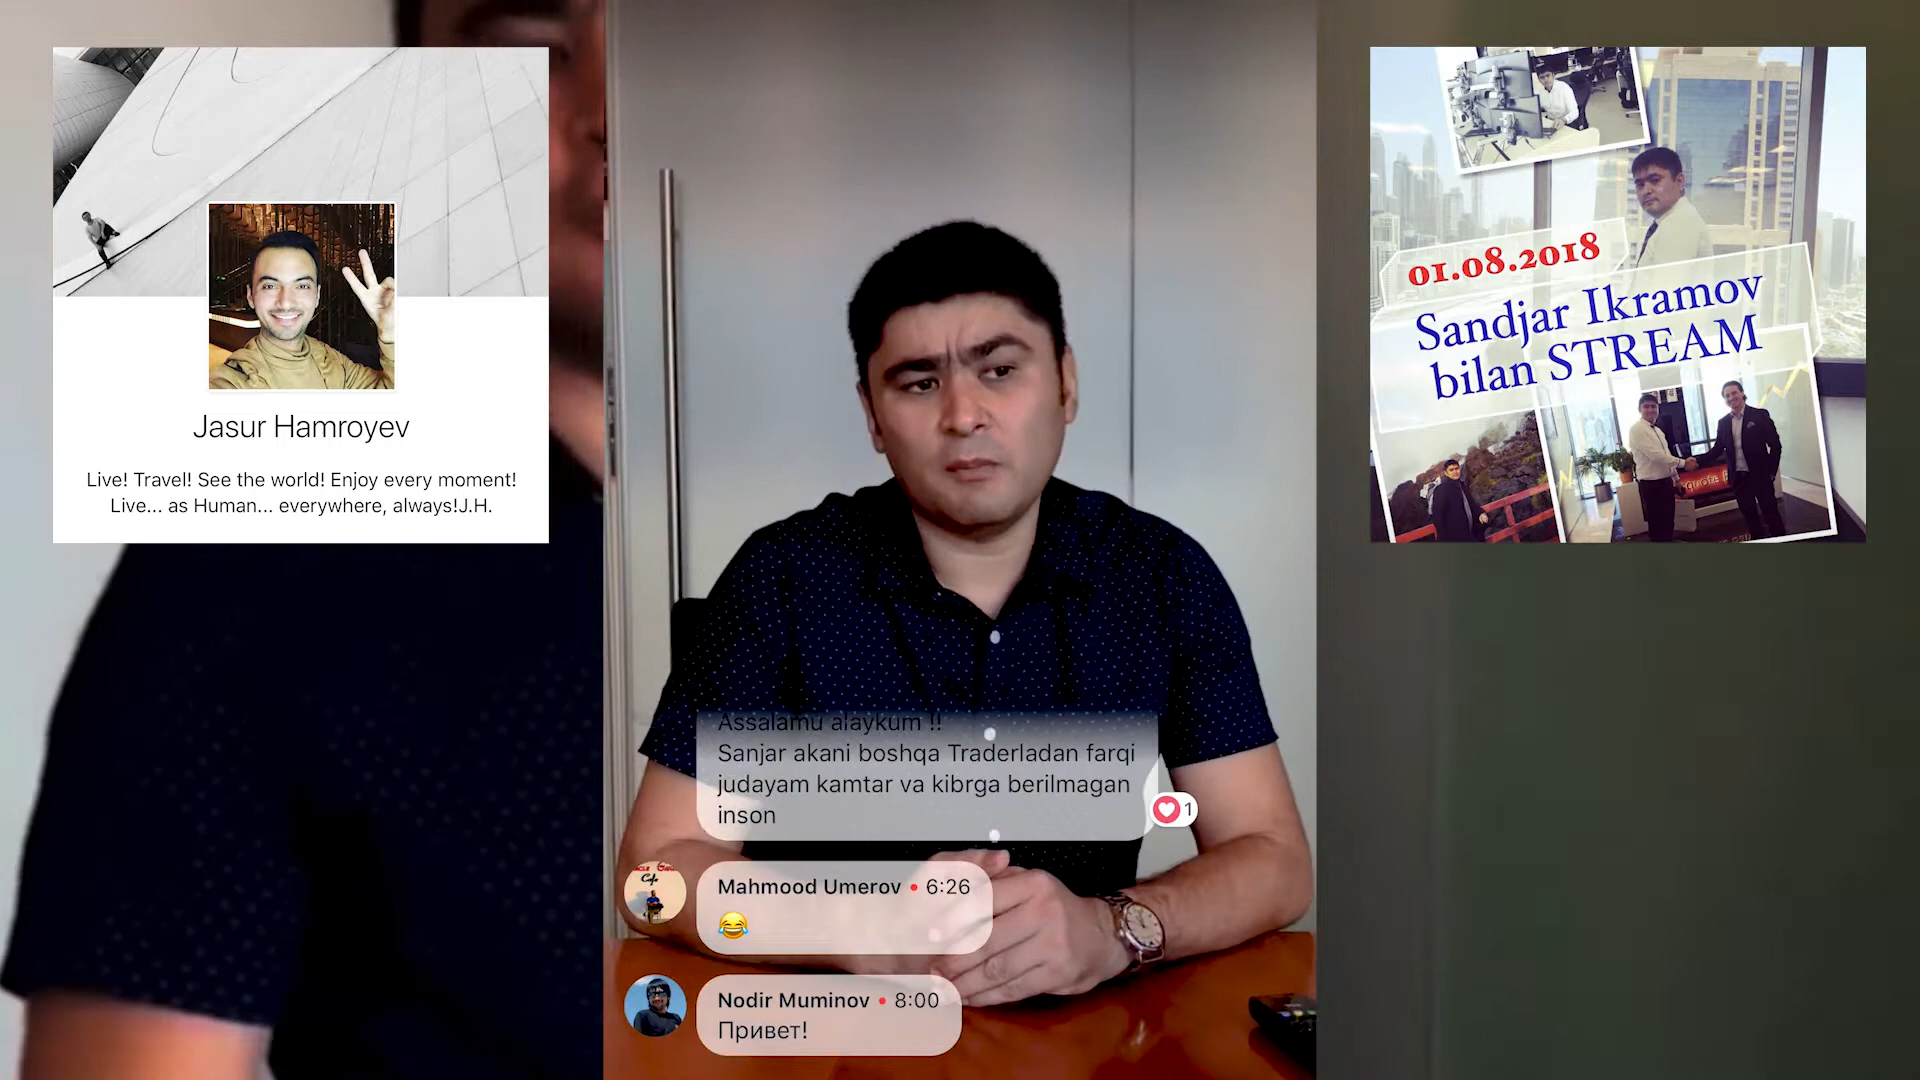 Jasur Hamroyev
Live! Travel! See the world! Enjoy every moment!
Live... as Human... everywhere, always!J.H.
Assalamu alaykum !!
Sanjar akani boshqa Traderladan farqi
judayam kamtar va kibrga berilmagan
inson
1
Mahmood Umerov • 6:26
😂
Nodir Muminov • 8:00
Привет!
01.08.2018
Sandjar Ikramov
bilan STREAM
Cafe